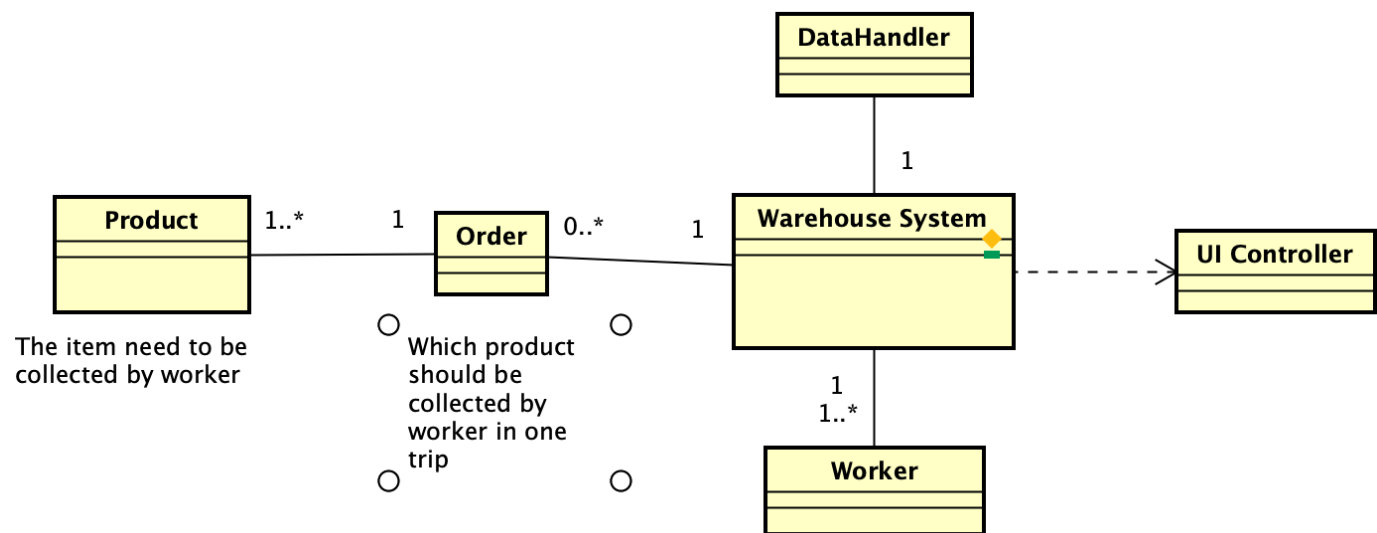 DataHandler
1
Product
1..*
1
Order
0..*
1
Warehouse System
UI Controller
The item need to be
collected by worker
Which product
should be
collected by
worker in one
trip
1
1..*
Worker